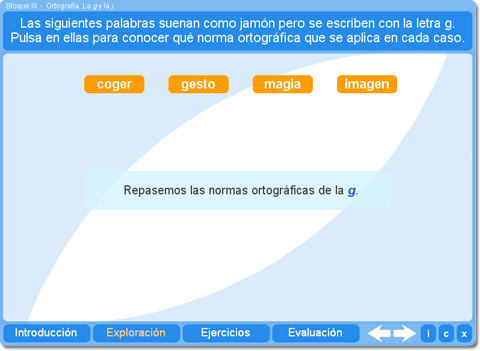 Bloque III - Ortografía. La g y la j.
Las siguientes palabras suenan como jamón pero se escriben con la letra g.
Pulsa en ellas para conocer qué norma ortográfica que se aplica en cada caso.
coger gesto magia imagen
Repasemos las normas ortográficas de la g.
Introducción Exploración Ejercicios Evaluación i c x